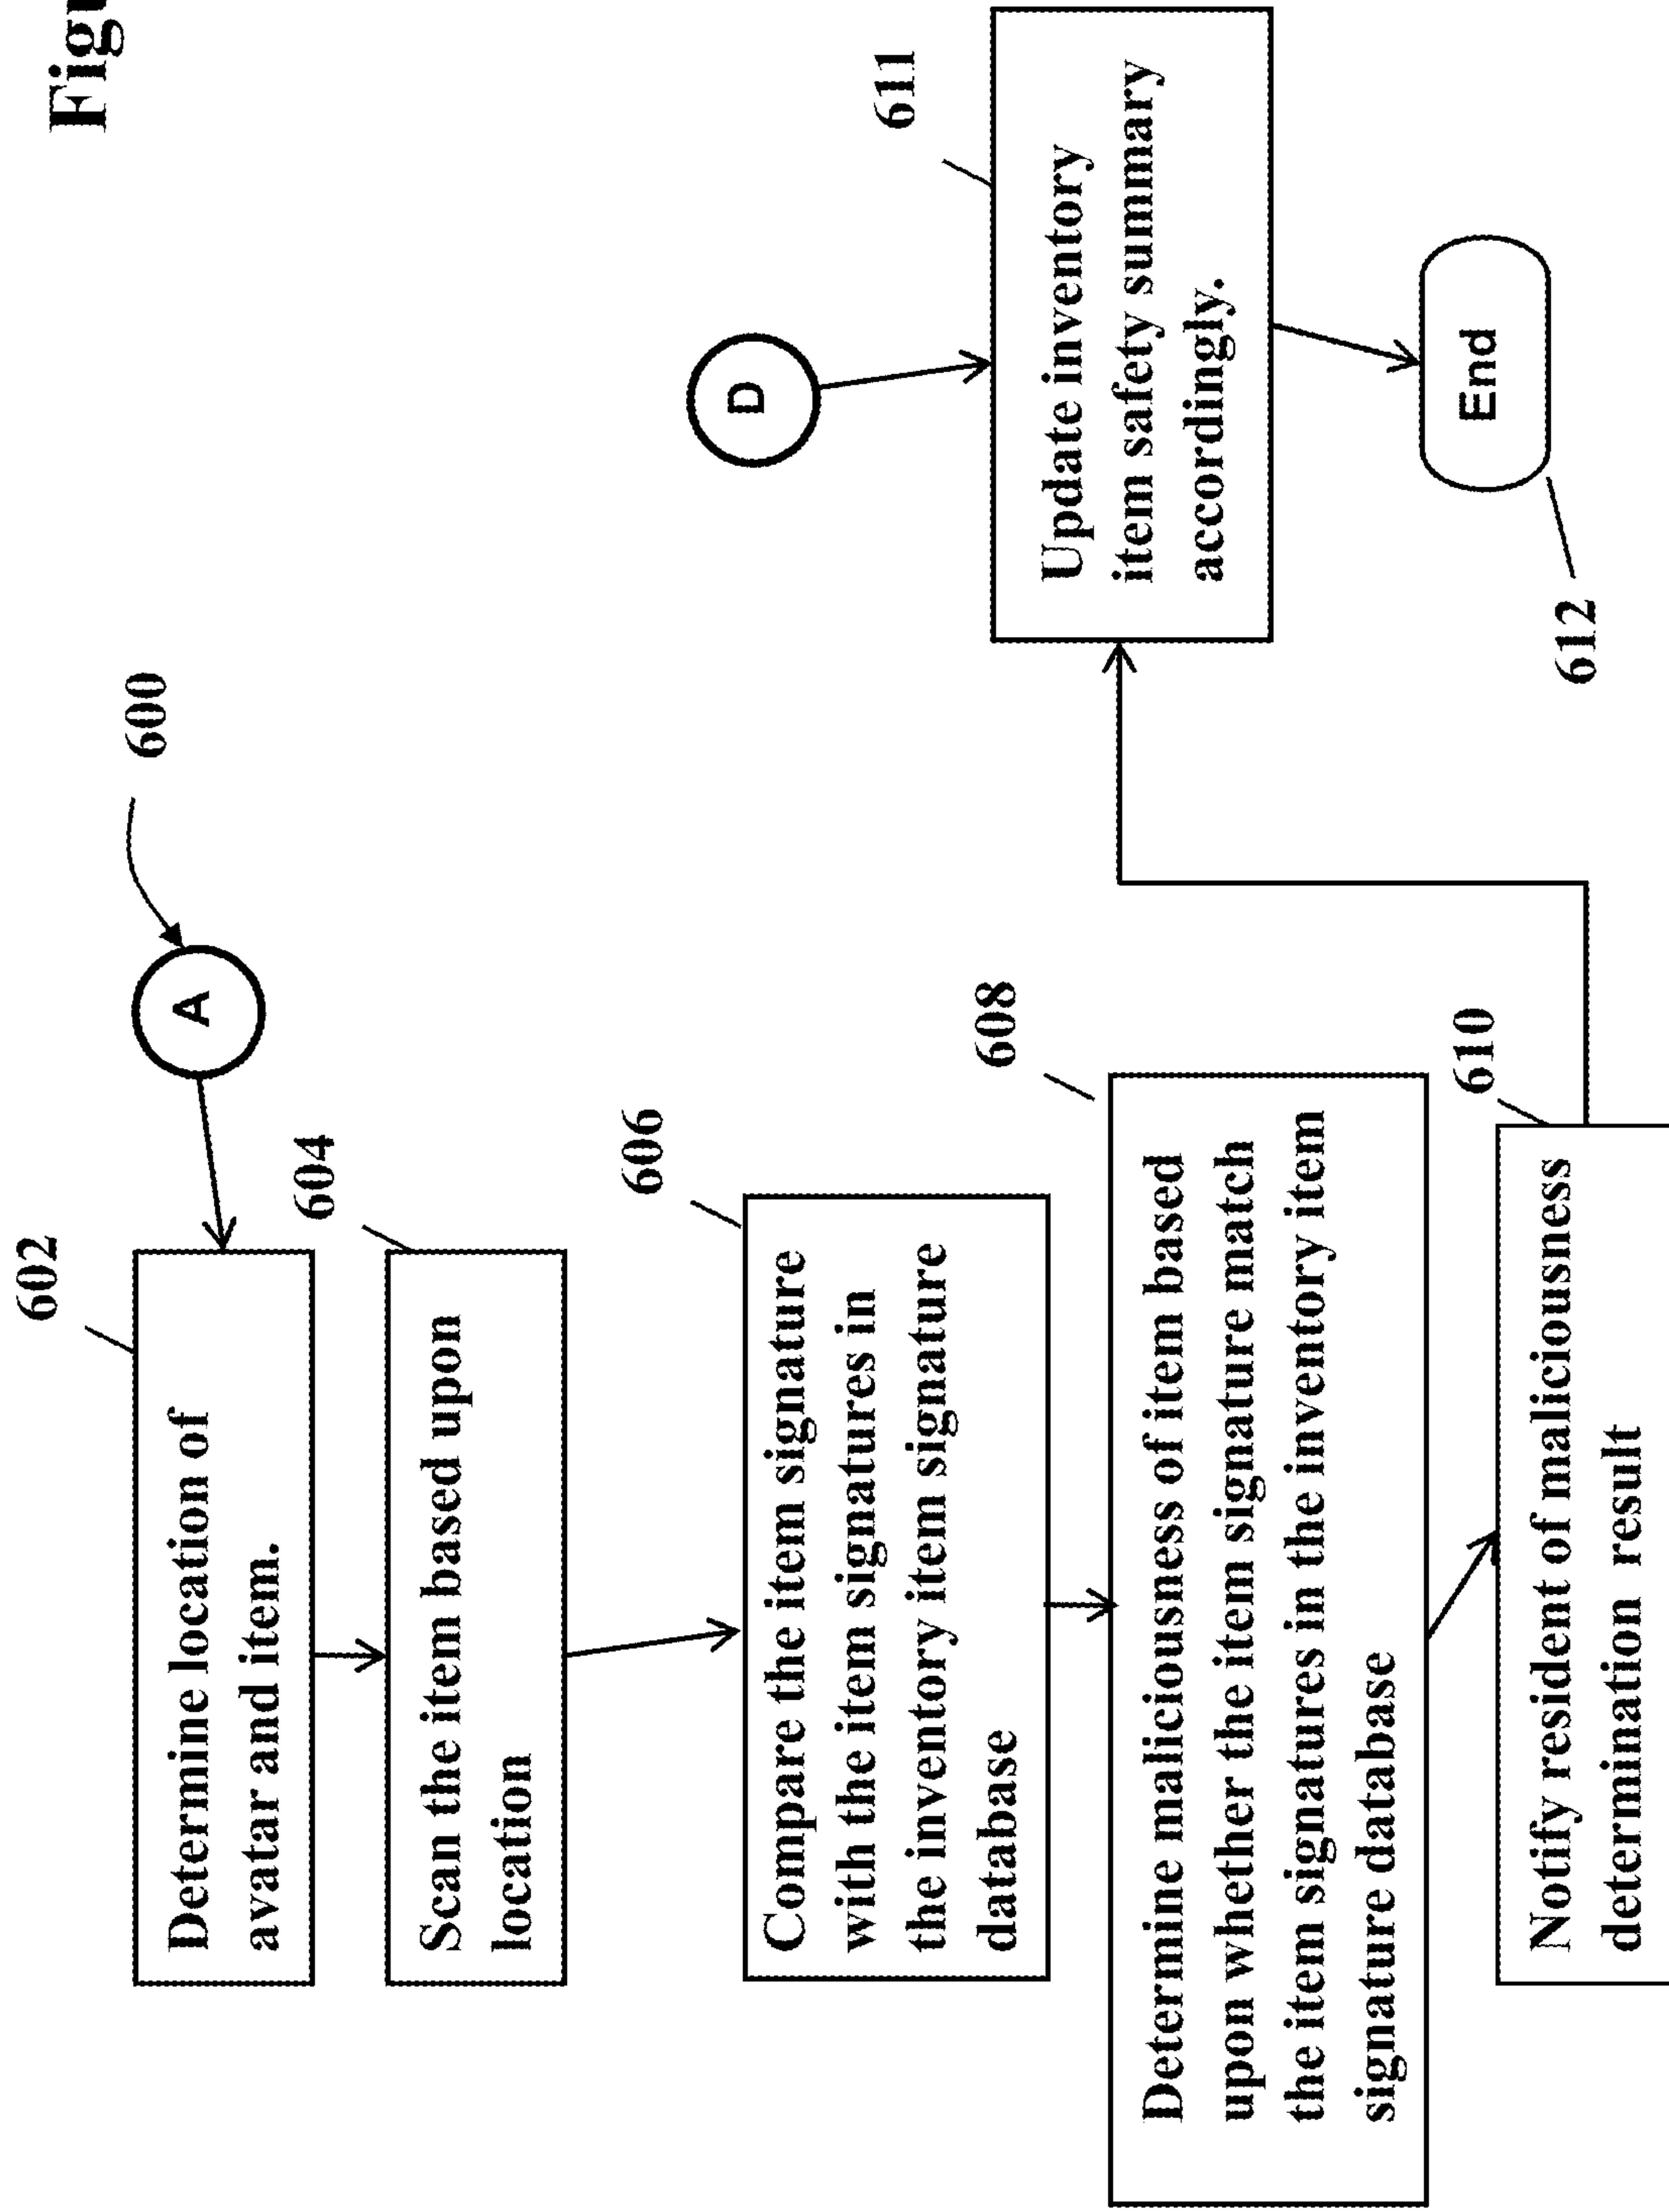 Figu
600
A
602
Determine location of
avatar and item.
604
Scan the item based upon
location
606
Compare the item signature
with the item signatures in
the inventory item signature
database
608
Determine maliciousness of item based
upon whether the item signature match
the item signatures in the inventory item
signature database
610
Notify resident of maliciousness
determination result
D
611
Update inventory
item safety summary
accordingly.
End
612